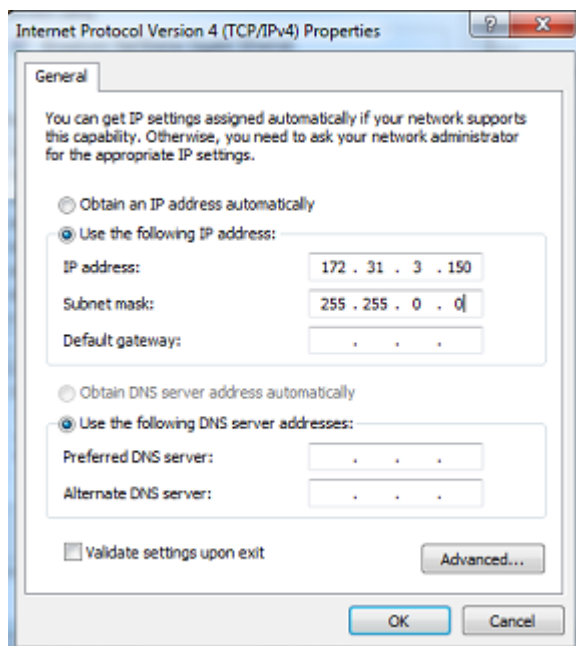 Internet Protocol Version 4 (TCP/IPv4) Properties
General
You can get IP settings assigned automatically if your network supports
this capability. Otherwise, you need to ask your network administrator
for the appropriate IP settings.
Obtain an IP address automatically
Use the following IP address:
IP address: 172 . 31 . 3 . 150
Subnet mask: 255 . 255 . 0 . 0
Default gateway: . . .
Obtain DNS server address automatically
Use the following DNS server addresses:
Preferred DNS server: . . .
Alternate DNS server: . . .
Validate settings upon exit
Advanced...
OK Cancel